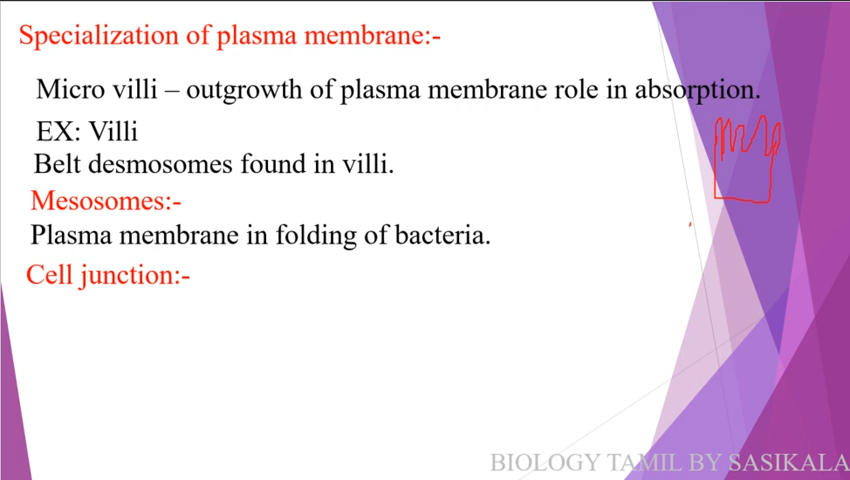 Specialization of plasma membrane:-
Micro villi – outgrowth of plasma membrane role in absorption.
EX: Villi
Belt desmosomes found in villi.
Mesosomes:-
Plasma membrane in folding of bacteria.
Cell junction:-
BIOLOGY TAMIL BY SASIKALA